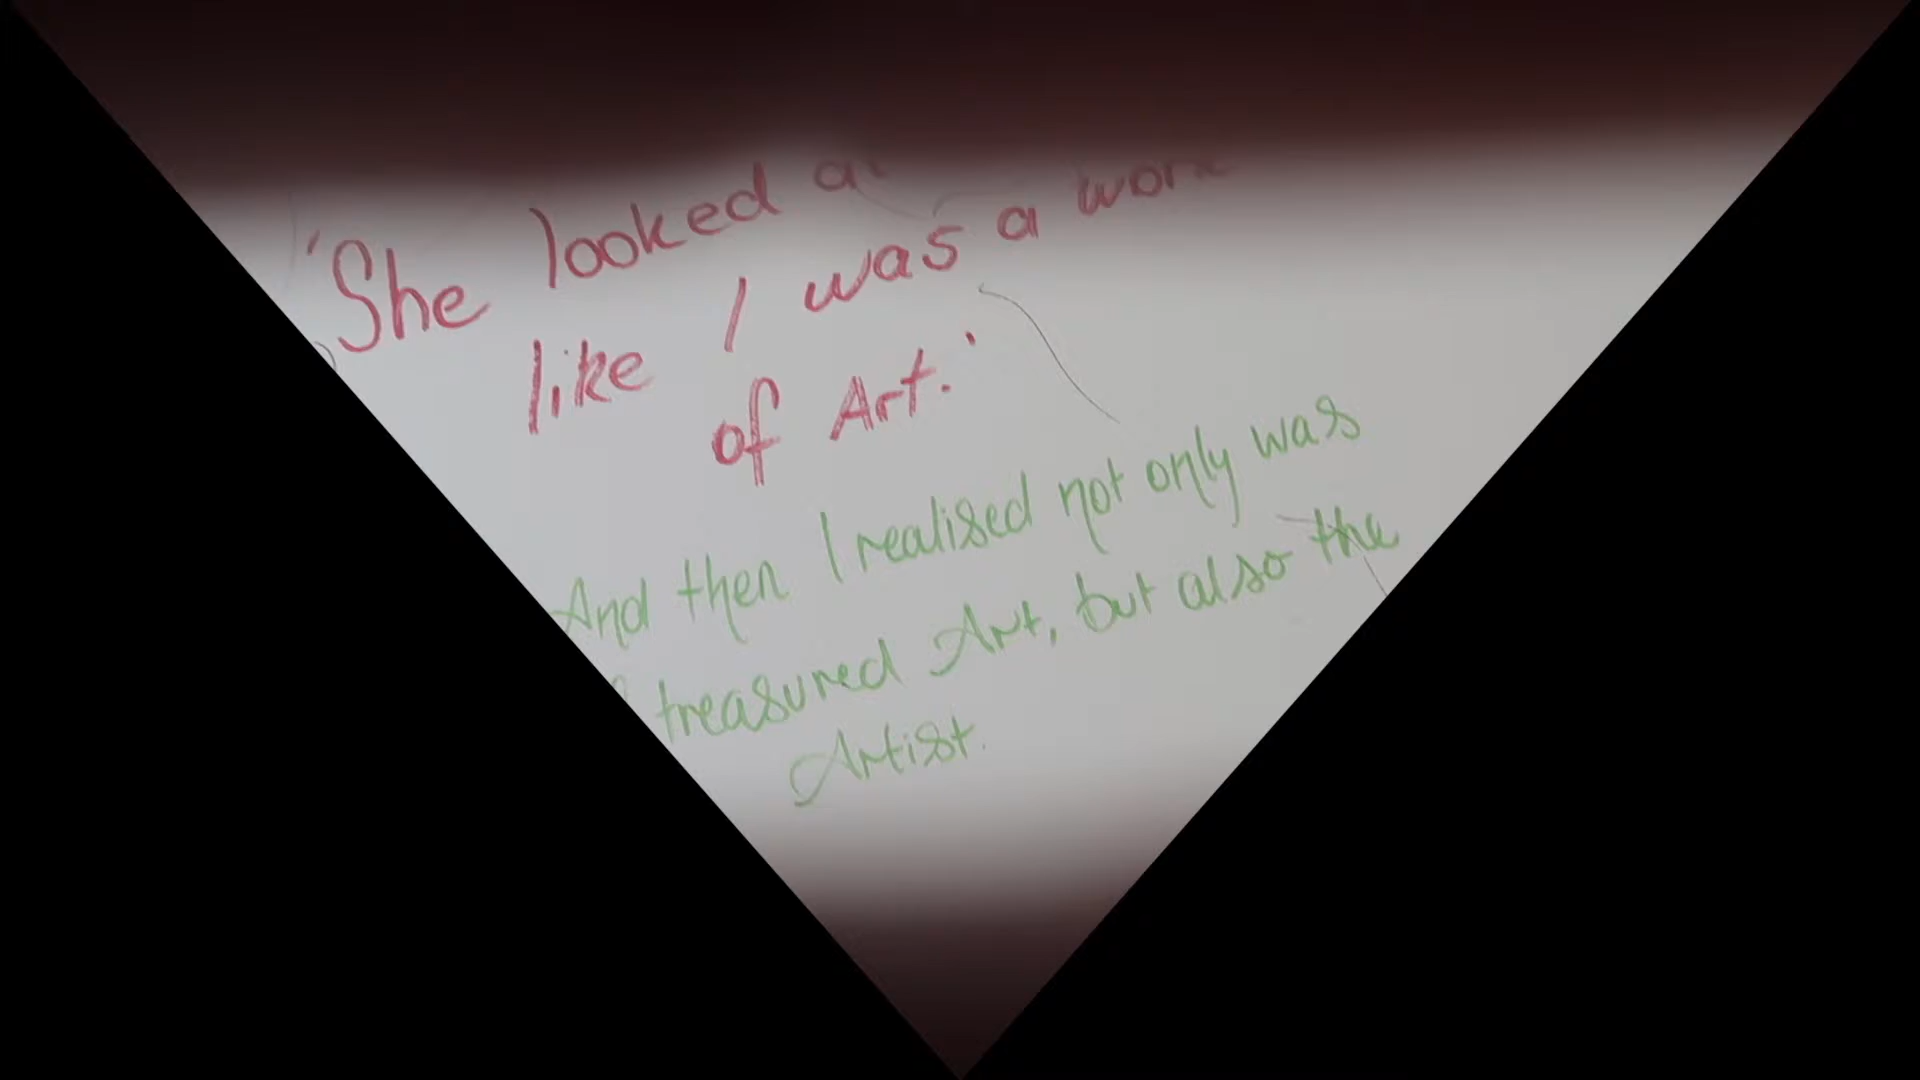 'She looked
like I was a
of Art.'
And then I realised not only was
treasured Art, but also the
Artist.